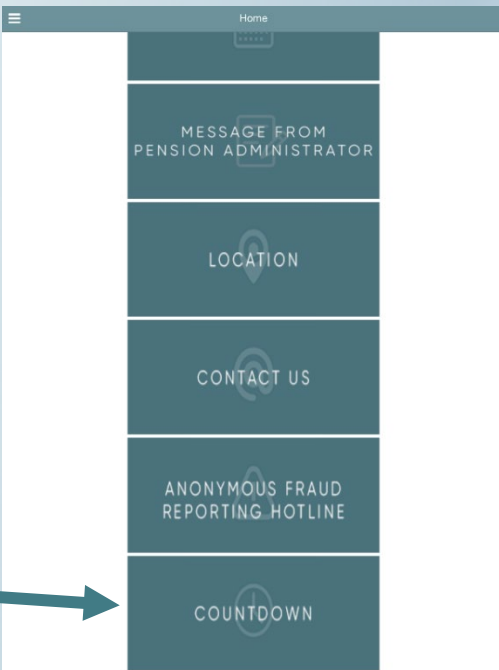 Home
MESSAGE FROM
PENSION ADMINISTRATOR
LOCATION
CONTACT US
ANONYMOUS FRAUD
REPORTING HOTLINE
COUNTDOWN